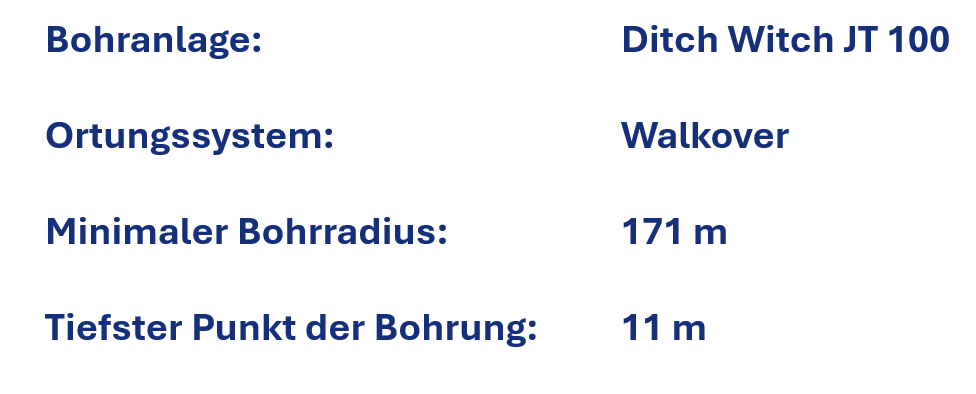 Bohranlage: Ditch Witch JT 100
Ortungssystem: Walkover
Minimaler Bohrradius: 171 m
Tiefster Punkt der Bohrung: 11 m